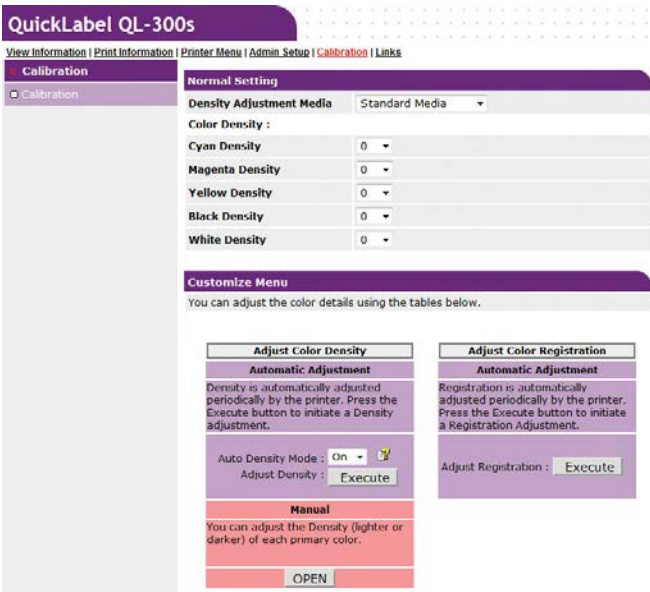 QuickLabel QL-300s
View Information | Print Information | Printer Menu | Admin Setup | Calibration | Links
Calibration
Calibration
Normal Setting
Density Adjustment Media Standard Media
Color Density :
Cyan Density 0
Magenta Density 0
Yellow Density 0
Black Density 0
White Density 0
Customize Menu
You can adjust the color details using the tables below.
Adjust Color Density
Automatic Adjustment
Density is automatically adjusted
periodically by the printer. Press the
Execute button to initiate a Density
adjustment.
Auto Density Mode : On
Adjust Density : Execute
Manual
You can adjust the Density (lighter or
darker) of each primary color.
OPEN
Adjust Color Registration
Automatic Adjustment
Registration is automatically
adjusted periodically by the printer.
Press the Execute button to initiate
a Registration Adjustment.
Adjust Registration : Execute